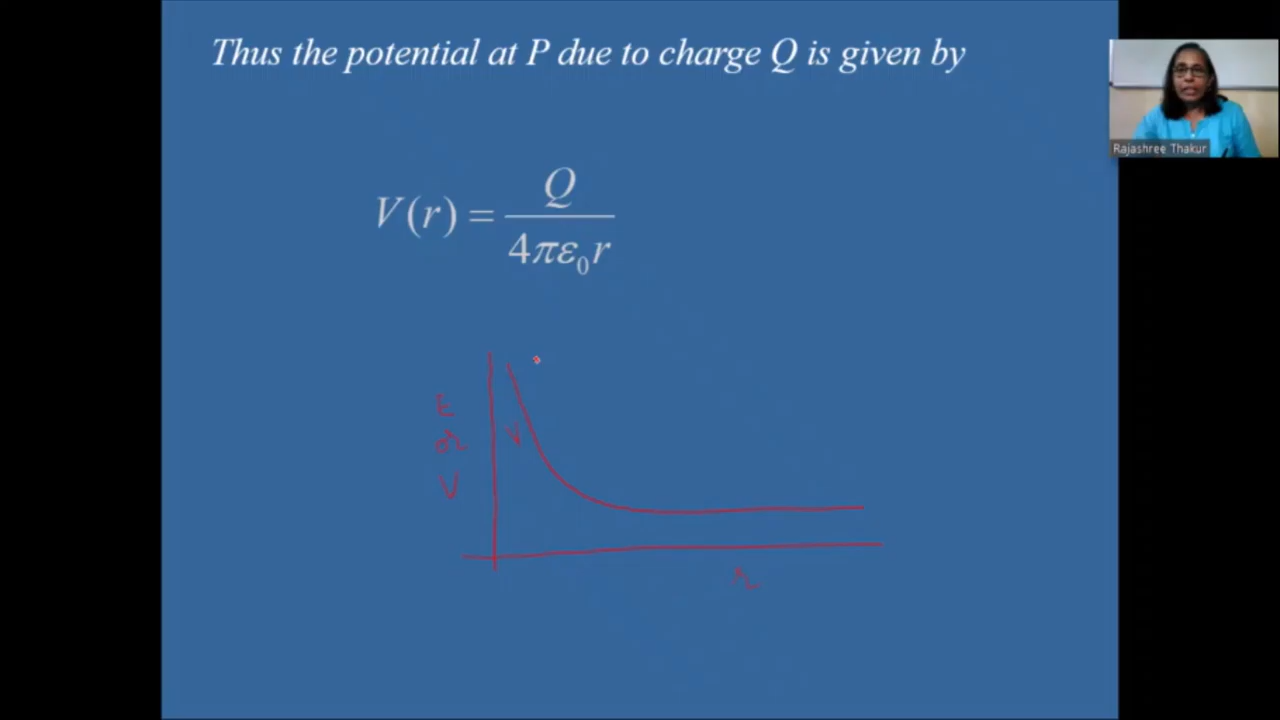 Thus the potential at P due to charge Q is given by
Rajashree Thakur
V(r) = Q / 4πε₀r
E
or
V
V
r